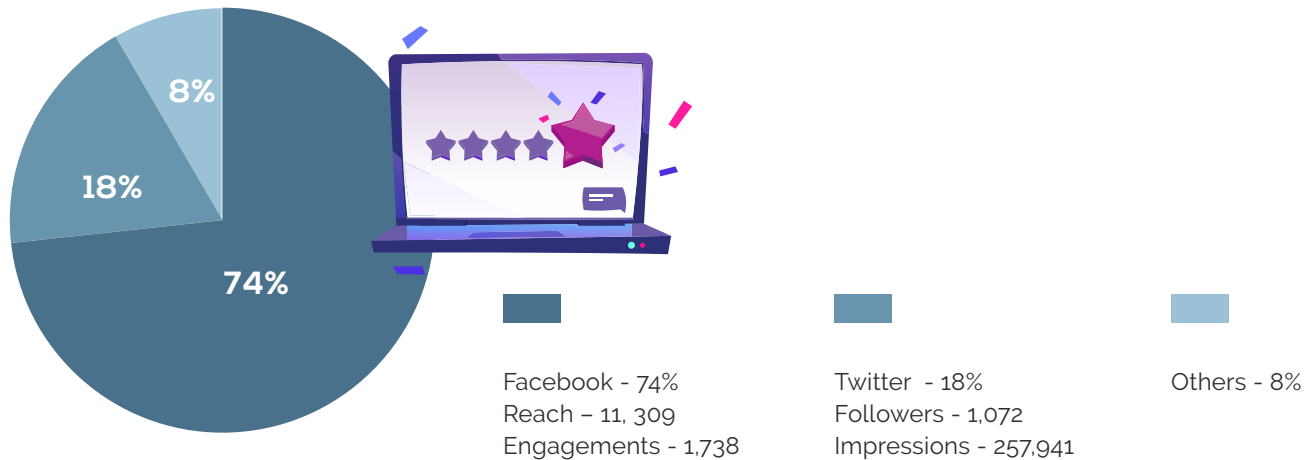 8%
18%
74%
Facebook - 74%
Reach – 11, 309
Engagements - 1,738
Twitter - 18%
Followers - 1,072
Impressions - 257,941
Others - 8%